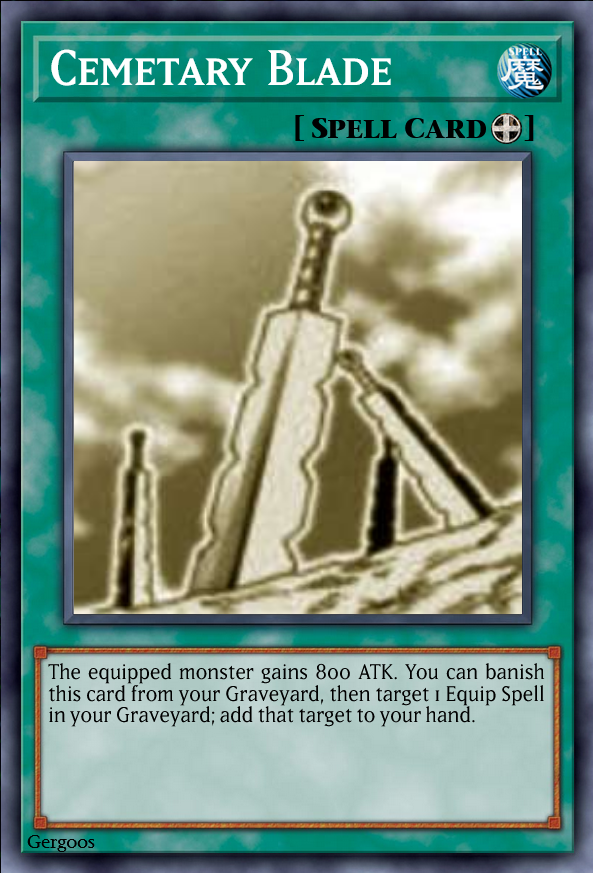 Cemetary Blade
SPELL
魔
[ Spell Card ]
The equipped monster gains 800 ATK. You can banish
this card from your Graveyard, then target 1 Equip Spell
in your Graveyard; add that target to your hand.
Gergoos